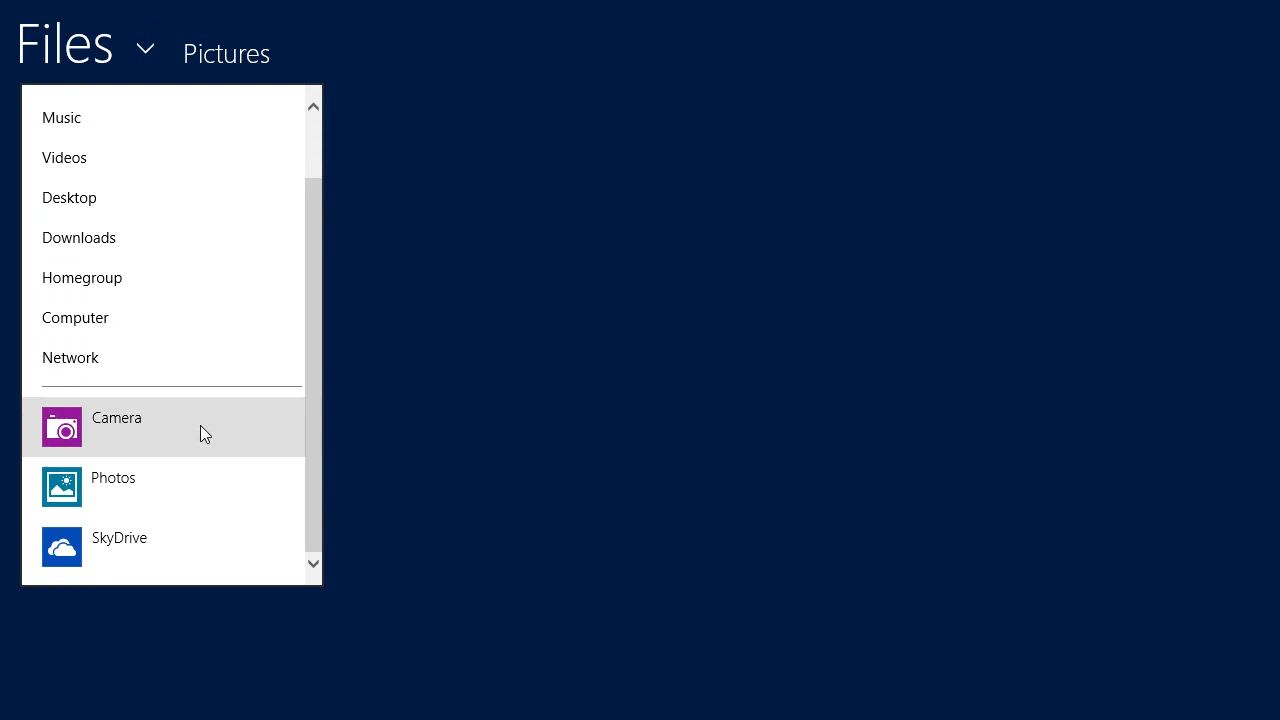 Files Pictures
Music
Videos
Desktop
Downloads
Homegroup
Computer
Network
Camera
Photos
SkyDrive